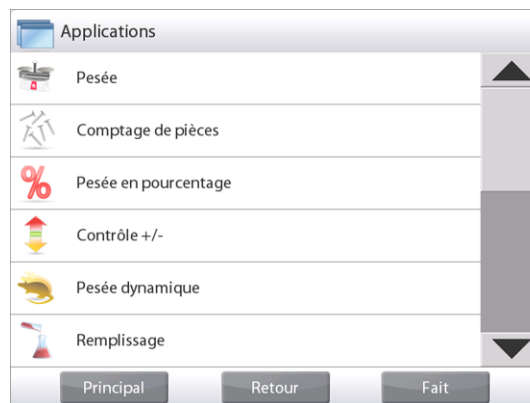 Applications
Pesée
Comptage de pièces
Pesée en pourcentage
Contrôle +/-
Pesée dynamique
Remplissage
Principal Retour Fait